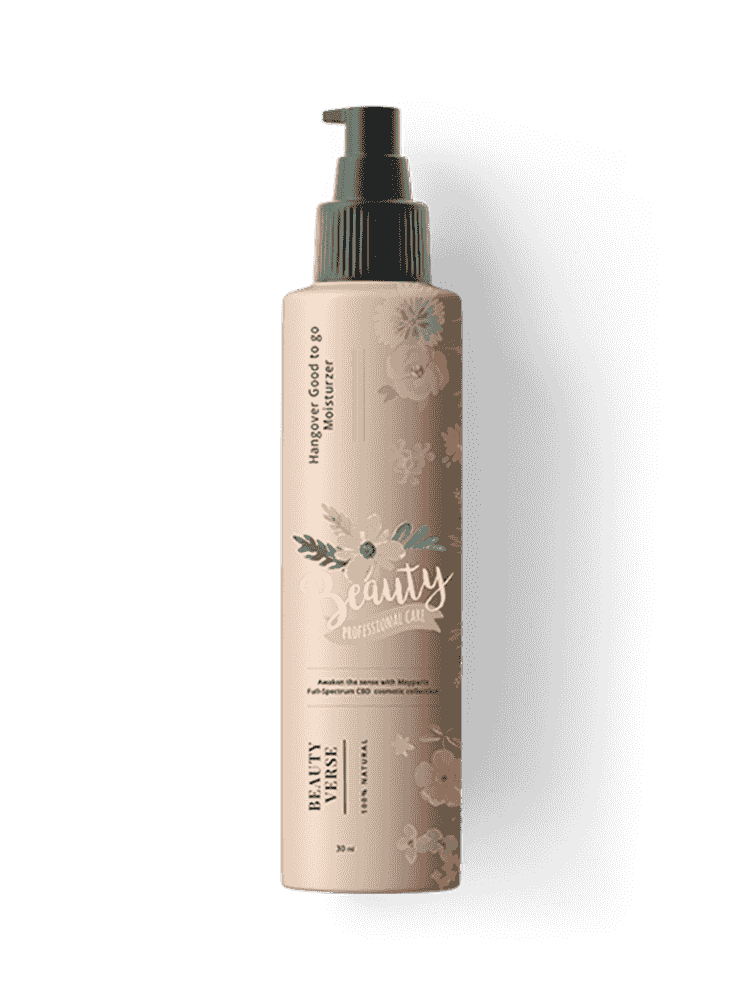 Hangover Good to go
Moisturzer
Beauty
PROFESSIONAL CARE
Awaken the sense with Mayparis
Full-Spectrum CBD cosmetic collection
BEAUTY
VERSE
100% NATURAL
30 ml